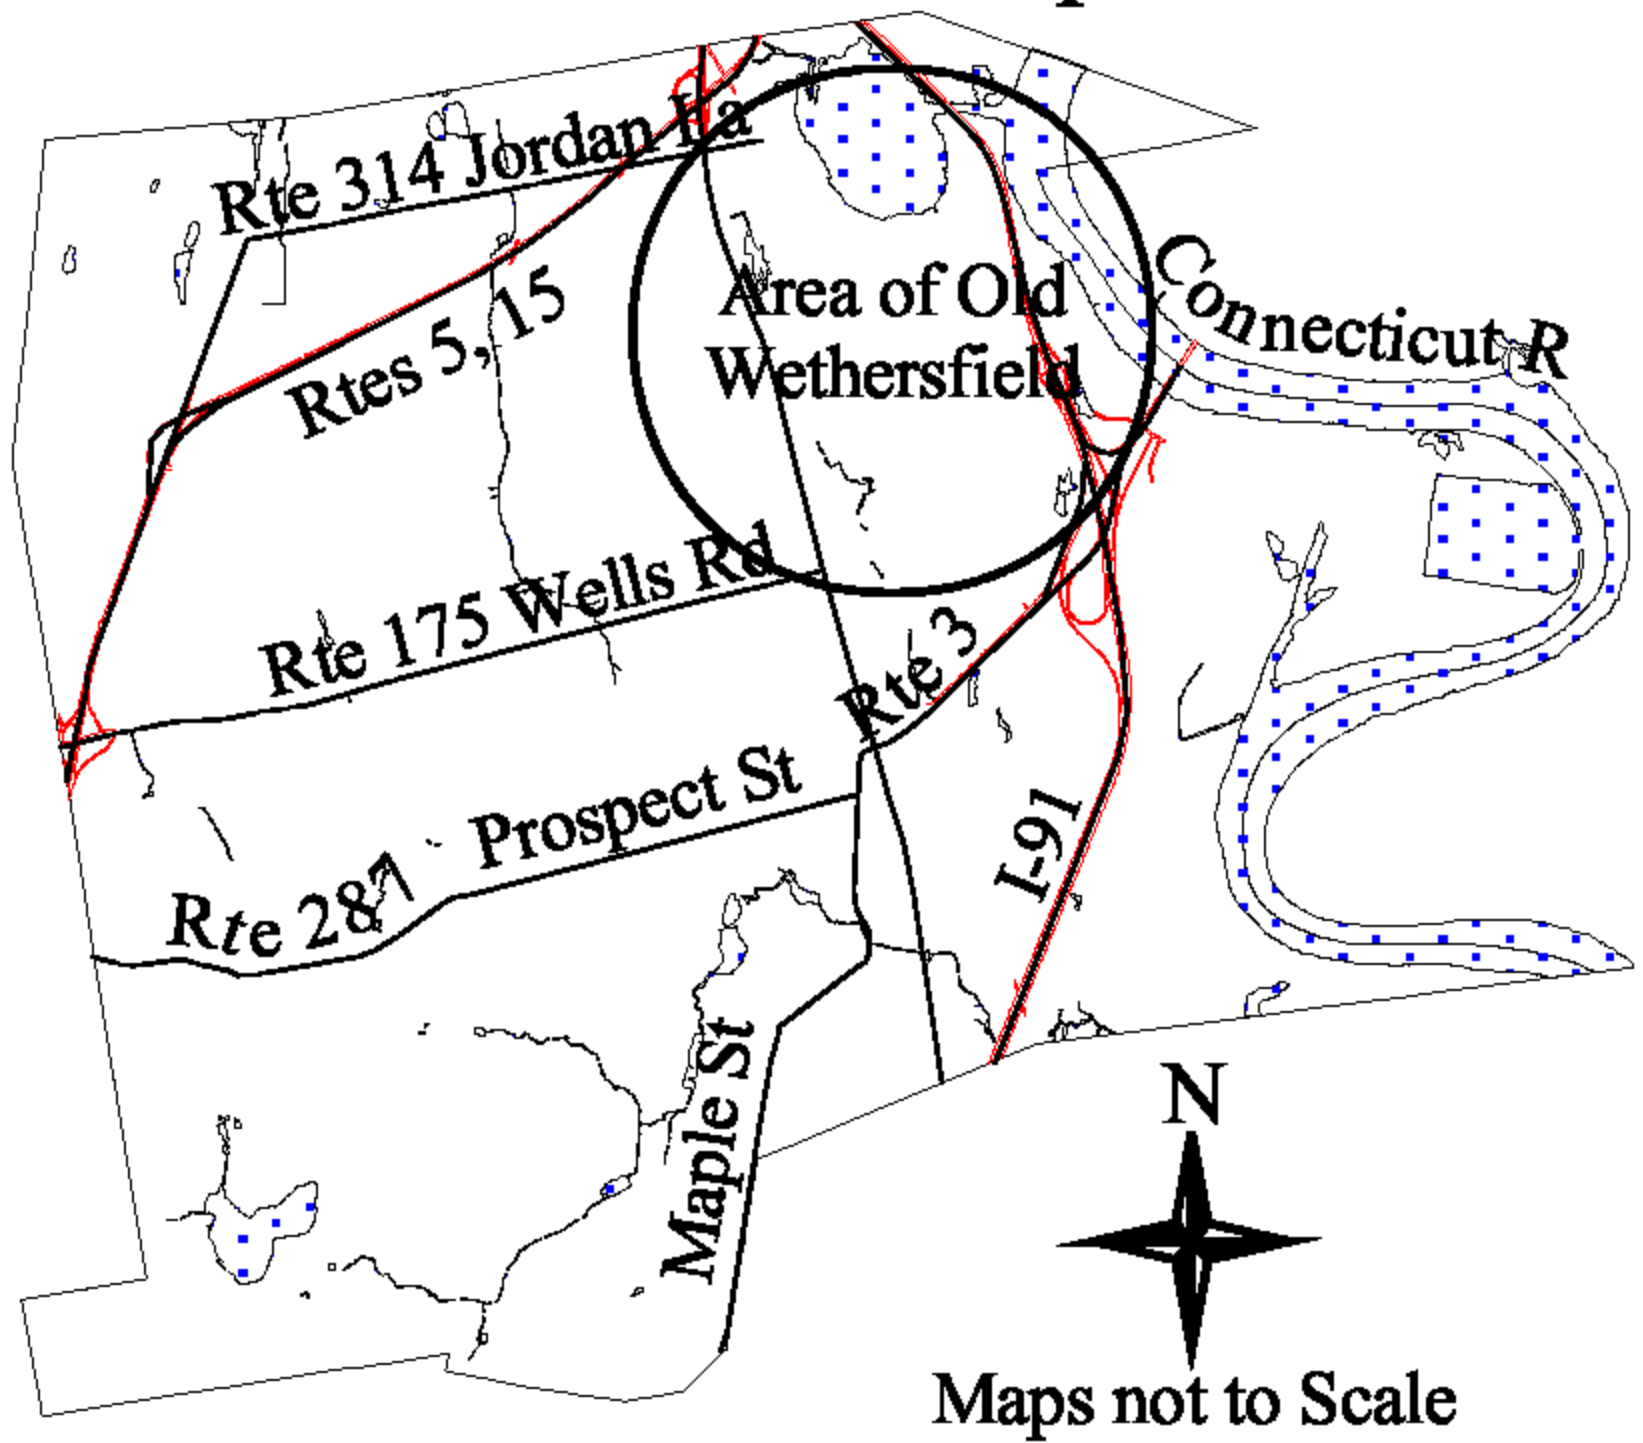 Rte 314 Jordan La
Rtes 5, 15
Area of Old
Wethersfield
Connecticut R
Rte 175 Wells Rd
Rte 3
Prospect St
Rte 287
I-91
Maple St
N
Maps not to Scale